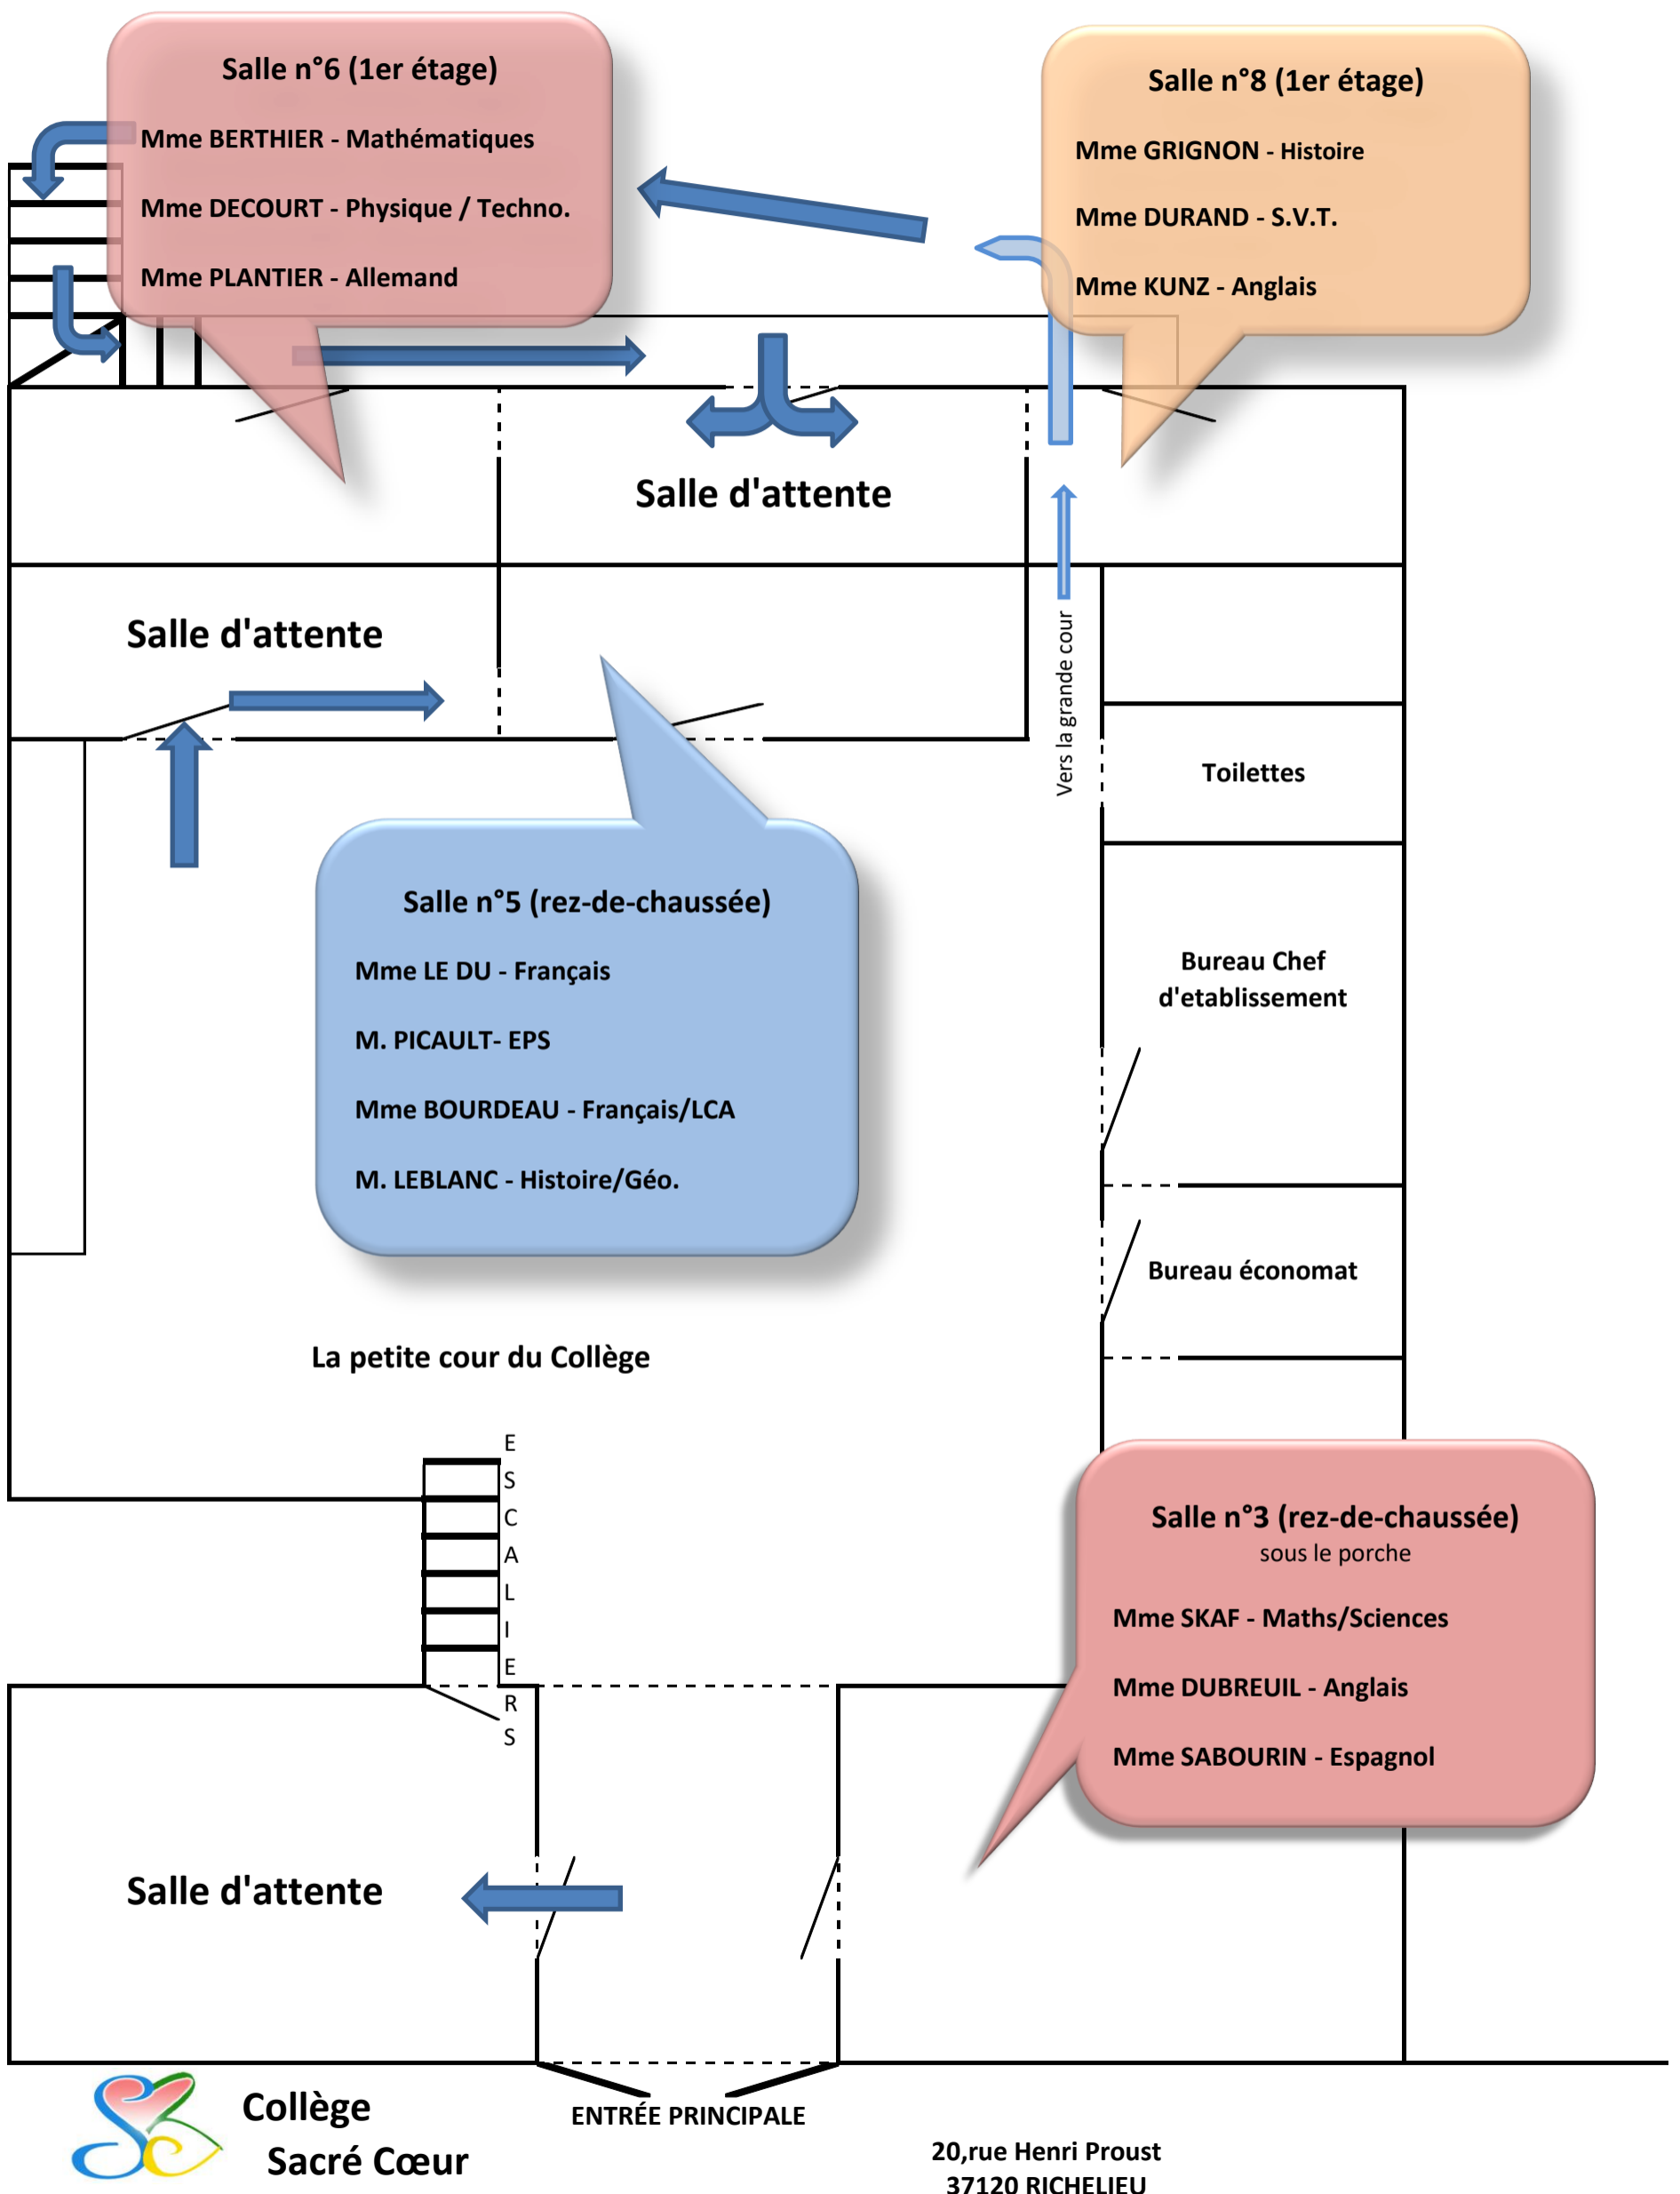 Salle n°6 (1er étage)
Mme BERTHIER - Mathématiques
Mme DECOURT - Physique / Techno.
Mme PLANTIER - Allemand
Salle n°8 (1er étage)
Mme GRIGNON - Histoire
Mme DURAND - S.V.T.
Mme KUNZ - Anglais
Salle d'attente
Salle d'attente
Vers la grande cour
Toilettes
Salle n°5 (rez-de-chaussée)
Mme LE DU - Français
M. PICAULT- EPS
Mme BOURDEAU - Français/LCA
M. LEBLANC - Histoire/Géo.
Bureau Chef
d'etablissement
Bureau économat
La petite cour du Collège
ESCALIERS
Salle n°3 (rez-de-chaussée)
sous le porche
Mme SKAF - Maths/Sciences
Mme DUBREUIL - Anglais
Mme SABOURIN - Espagnol
Salle d'attente
ENTRÉE PRINCIPALE
Collège
Sacré Cœur
20,rue Henri Proust
37120 RICHELIEU